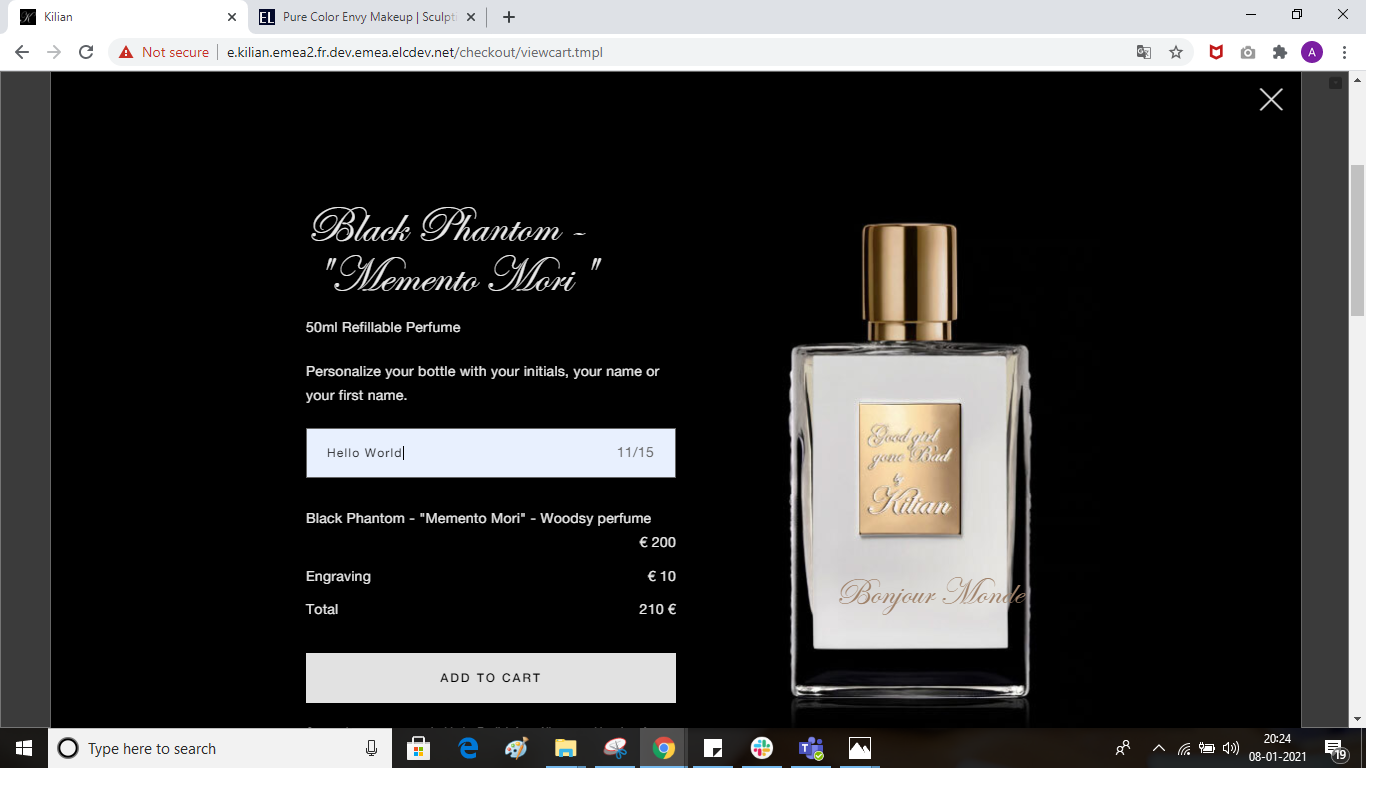 Kilian
Pure Color Envy Makeup | Sculpti
Not secure
e.kilian.emea2.fr.dev.emea.elcdev.net/checkout/viewcart.tmpl
A
Black Phantom -
"Memento Mori "
50ml Refillable Perfume
Personalize your bottle with your initials, your name or
your first name.
Hello World
11/15
Black Phantom - "Memento Mori" - Woodsy perfume
€ 200
Engraving
€ 10
Total
210 €
ADD TO CART
Good girl
gone Bad
by
Kilian
Bonjour Monde
Type here to search
20:24
08-01-2021
19